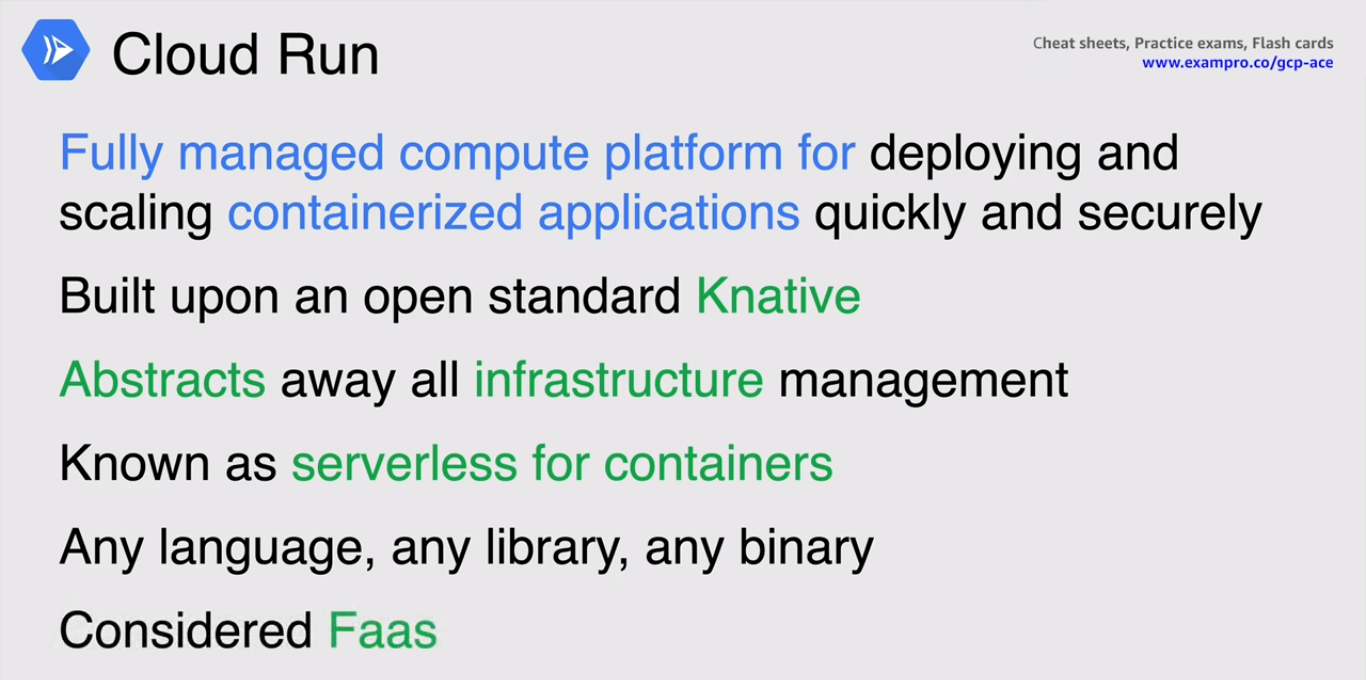 Cloud Run
Cheat sheets, Practice exams, Flash cards
www.exampro.co/gcp-ace
Fully managed compute platform for deploying and
scaling containerized applications quickly and securely
Built upon an open standard Knative
Abstracts away all infrastructure management
Known as serverless for containers
Any language, any library, any binary
Considered Faas